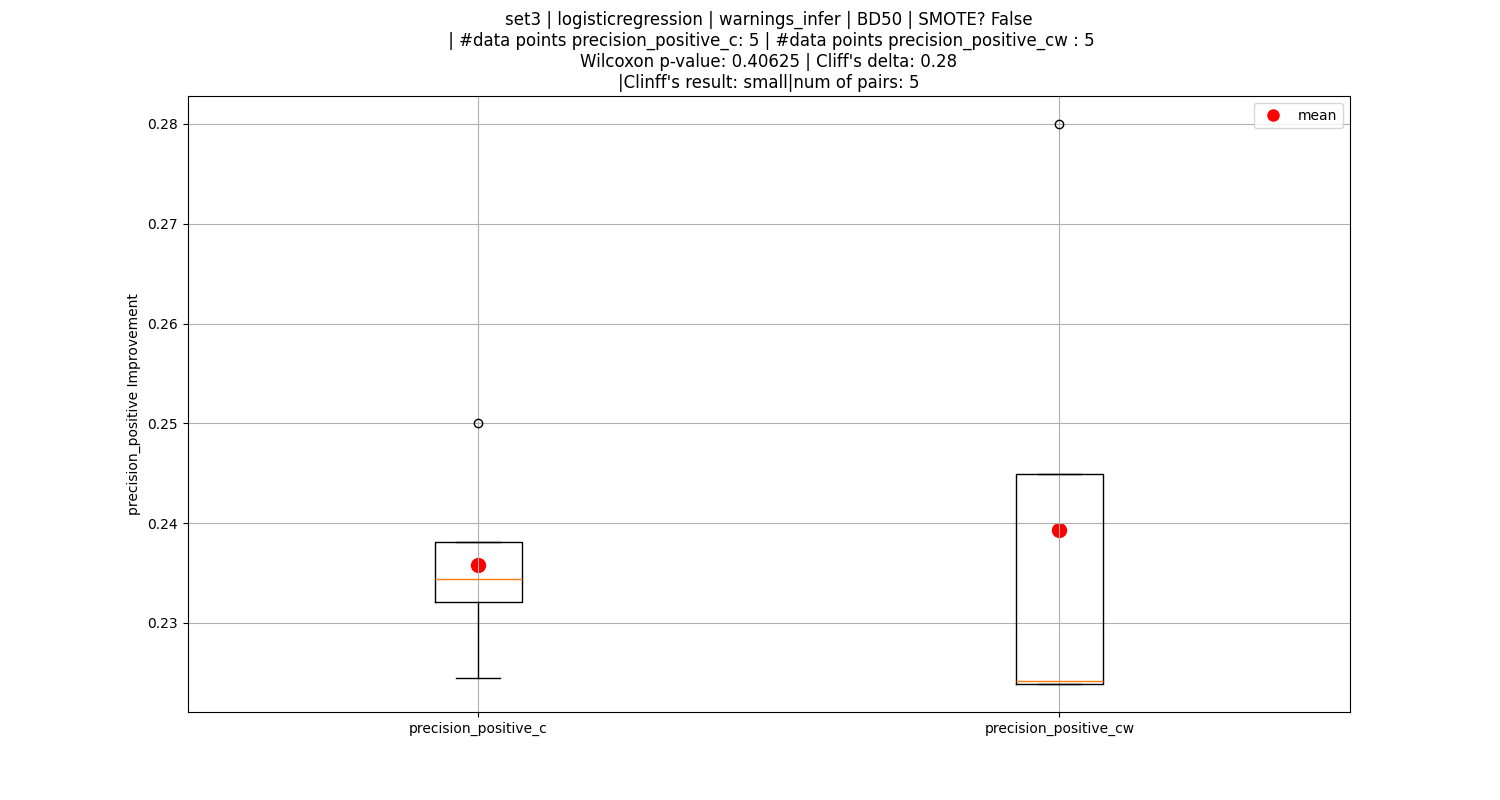 set3 | logisticregression | warnings_infer | BD50 | SMOTE? False
| #data points precision_positive_c: 5 | #data points precision_positive_cw : 5
Wilcoxon p-value: 0.40625 | Cliff's delta: 0.28
|Clinff's result: small|num of pairs: 5
mean
0.28
0.27
0.26
0.25
0.24
0.23
precision_positive Improvement
precision_positive_c
precision_positive_cw